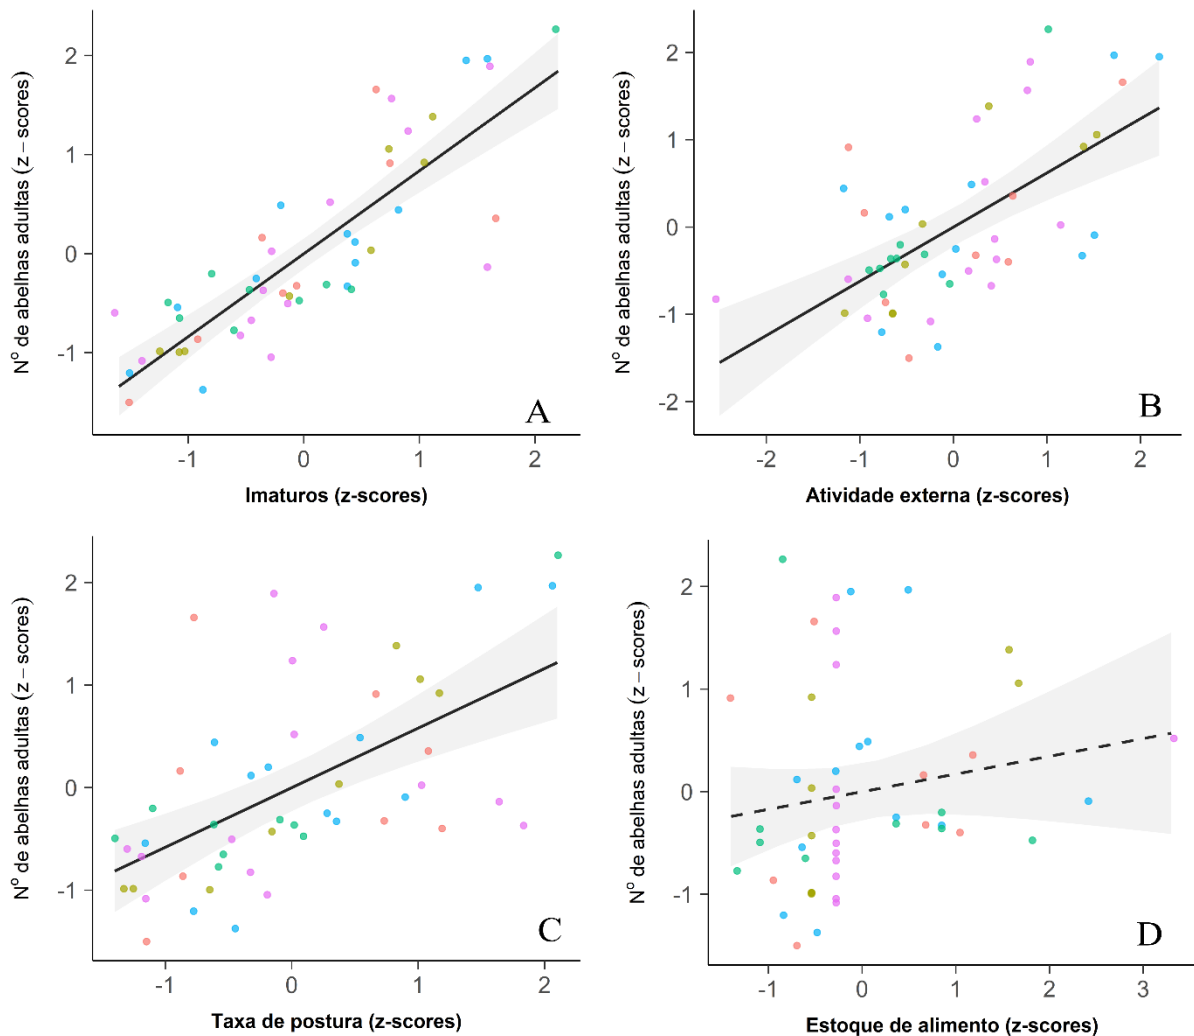 Nº de abelhas adultas (z−scores)
2
1
0
-1
A
-1
0
1
2
Imaturos (z-scores)
Nº de abelhas adultas (z−scores)
2
1
0
-1
-2
B
-2
-1
0
1
2
Atividade externa (z-scores)
Nº de abelhas adultas (z−scores)
2
1
0
-1
C
-1
0
1
2
Taxa de postura (z-scores)
Nº de abelhas adultas (z−scores)
2
1
0
-1
D
-1
0
1
2
3
Estoque de alimento (z-scores)